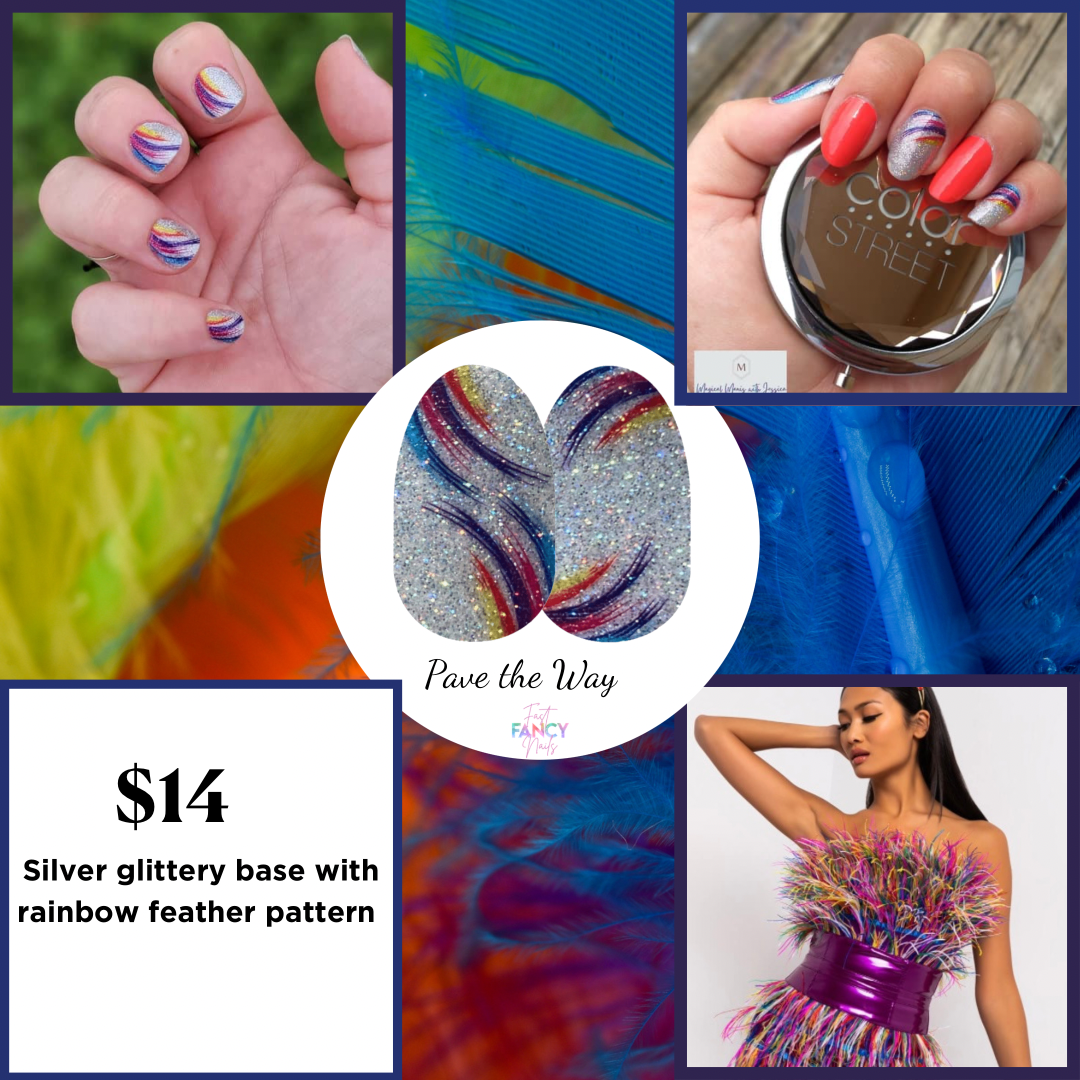 color
STREET
M
Magical Manis with Jessica
Pave the Way
Fast
FANCY
Nails
$14
Silver glittery base with
rainbow feather pattern